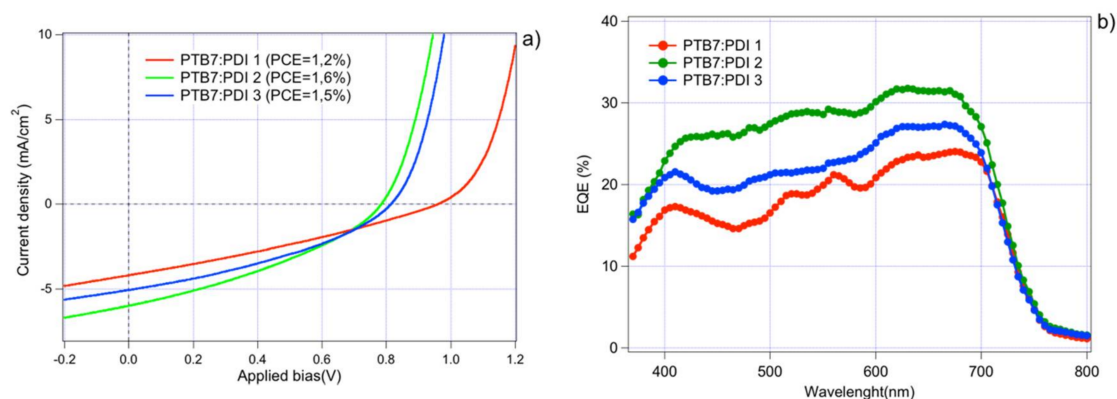 a)
PTB7:PDI 1 (PCE=1,2%)
PTB7:PDI 2 (PCE=1,6%)
PTB7:PDI 3 (PCE=1,5%)
Current density (mA/cm²)
10
5
0
-5
-0.2 0.0 0.2 0.4 0.6 0.8 1.0 1.2
Applied bias(V)
b)
PTB7:PDI 1
PTB7:PDI 2
PTB7:PDI 3
EQE (%)
40
30
20
10
0
400 500 600 700 800
Wavelenght(nm)